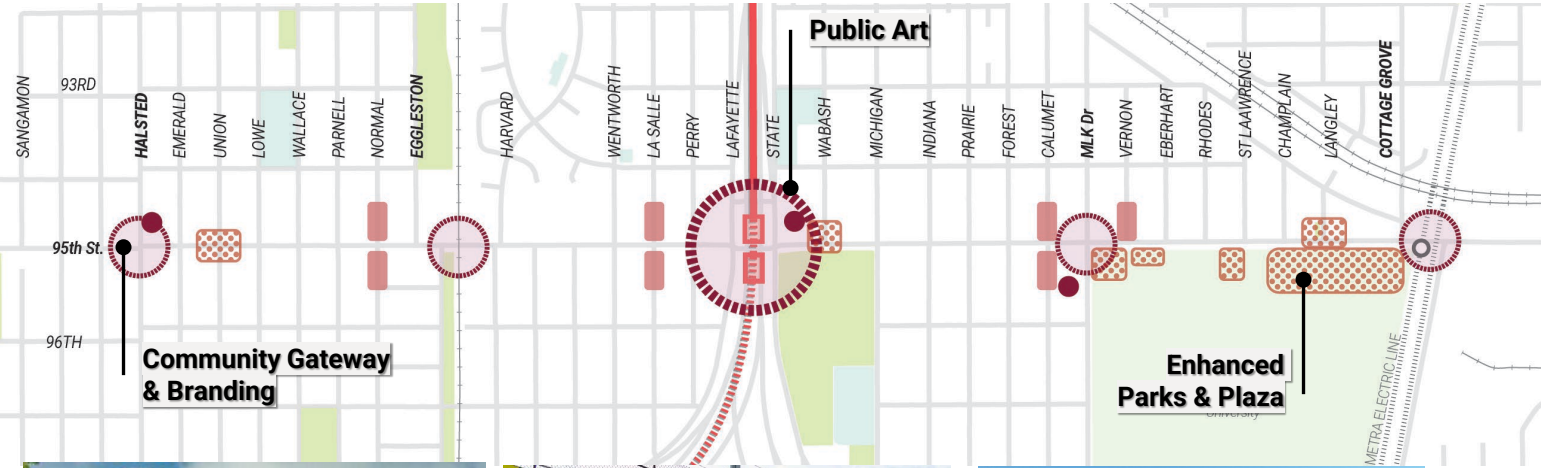 Public Art
93RD
SANGAMON
HALSTED
EMERALD
UNION
LOWE
WALLACE
PARNELL
NORMAL
EGGLESTON
HARVARD
WENTWORTH
LA SALLE
PERRY
LAFAYETTE
STATE
WABASH
MICHIGAN
INDIANA
PRAIRIE
FOREST
CALUMET
MLK Dr
VERNON
EBERHART
RHODES
ST LAWRENCE
CHAMPLAIN
LANGLEY
COTTAGE GROVE
95th St.
96TH
Community Gateway
& Branding
Enhanced
Parks & Plaza
University
METRA ELECTRIC LINE